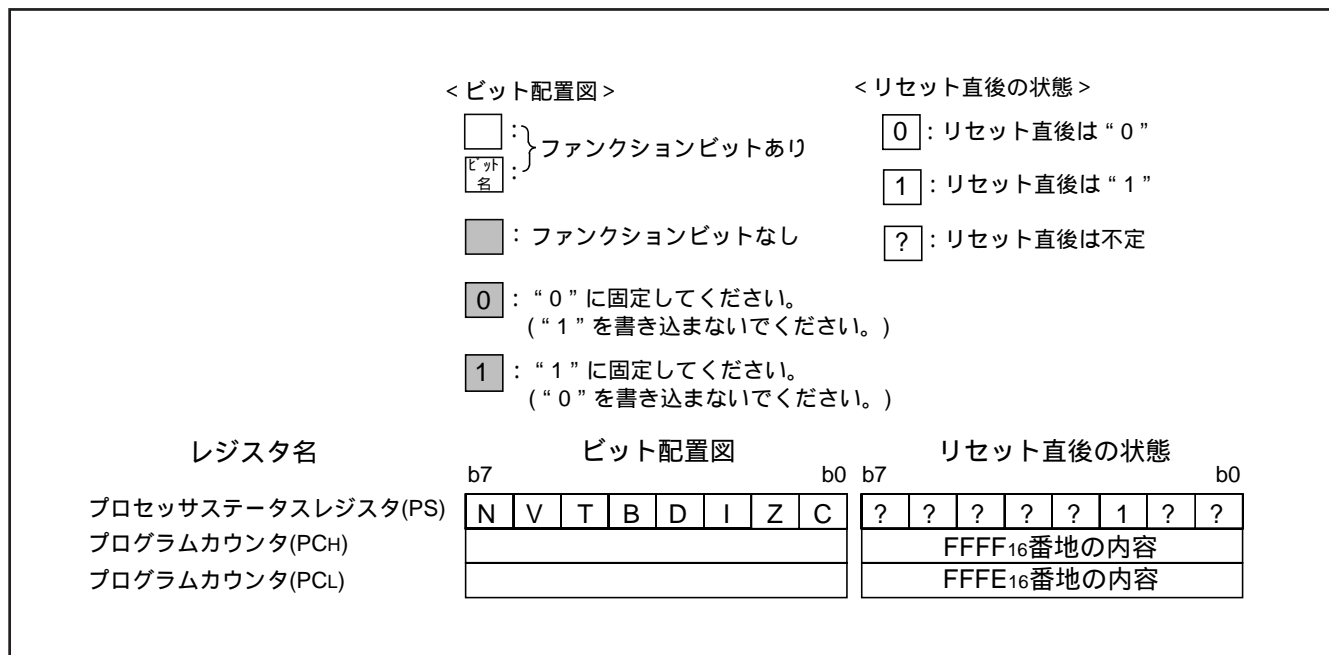 <ビット配置図>
:
ビット名
:
ファンクションビットあり
: ファンクションビットなし
0 : “0”に固定してください。
(“1”を書き込まないでください。)
1 : “1”に固定してください。
(“0”を書き込まないでください。)
<リセット直後の状態>
0 : リセット直後は“0”
1 : リセット直後は“1”
? : リセット直後は不定
レジスタ名 ビット配置図 リセット直後の状態
b7 b0 b7 b0
プロセッサステータスレジスタ(PS) N V T B D I Z C ? ? ? ? ? 1 ? ?
プログラムカウンタ(PCH) FFFF16番地の内容
プログラムカウンタ(PCL) FFFE16番地の内容